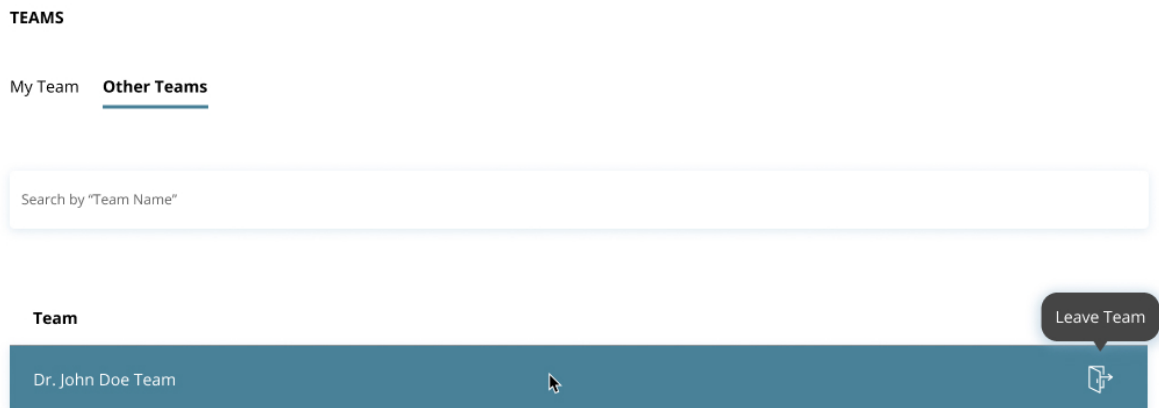 TEAMS
My Team Other Teams
Search by “Team Name”
Team
Leave Team
Dr. John Doe Team